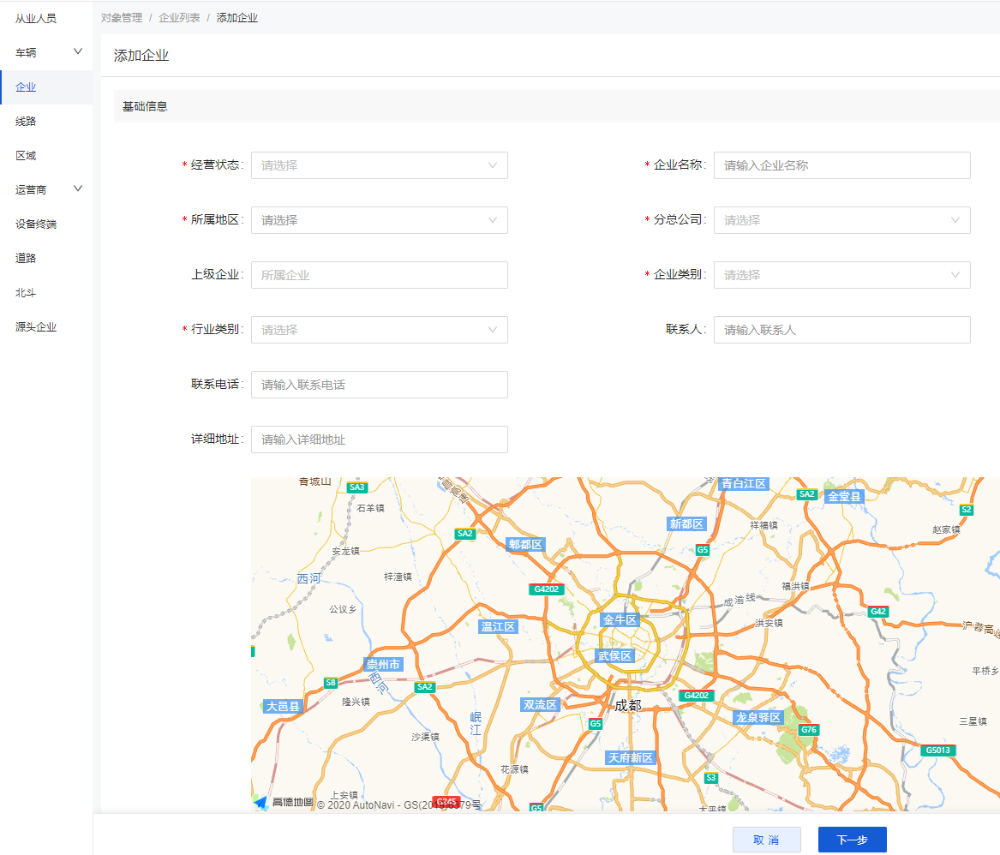 从业人员
车辆
企业
线路
区域
运营商
设备终端
道路
北斗
源头企业
对象管理 / 企业列表 / 添加企业
添加企业
基础信息
* 经营状态: 请选择
* 企业名称: 请输入企业名称
* 所属地区: 请选择
* 分总公司: 请选择
上级企业: 所属企业
* 企业类别: 请选择
* 行业类别: 请选择
联系人: 请输入联系人
联系电话: 请输入联系电话
详细地址: 请输入详细地址
青城山
SA3
石羊镇
昌高速
青白江区
SA2
金堂县
S2
新都区
祥福镇
赵家镇
SA2
郫都区
G5
安龙镇
西河
梓潼镇
G4202
福洪镇
公议乡
成渝线
G42
温江区
金牛区
洪安镇
沪蓉高速
武侯区
崇州市
平桥乡
S8
西河
SA2
大邑县
隆兴镇
双流区
成都
G4202
岷江
龙泉驿区
G5
G76
三星镇
沙渠镇
G5013
天府新区
花源镇
S3
上安镇
G245
G5
太平镇
高德地图
© 2020 AutoNavi - GS(2019)6379号
取 消
下一步